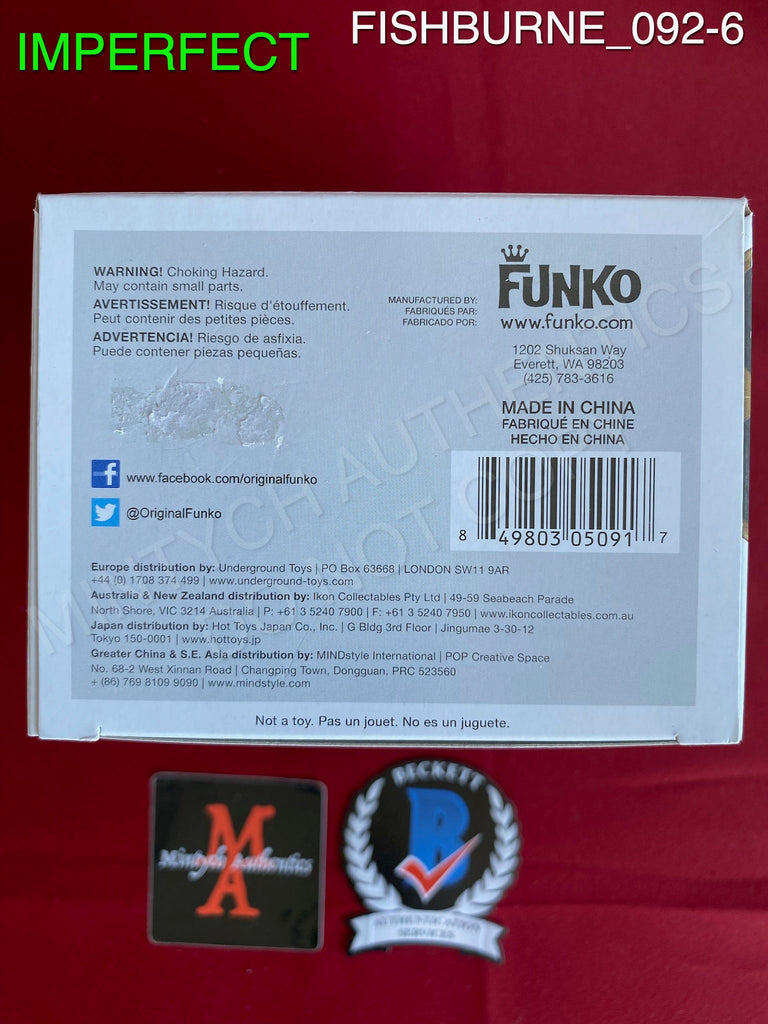 IMPERFECT
FISHBURNE_092-6
WARNING! Choking Hazard.
May contain small parts.
AVERTISSEMENT! Risque d'étouffement.
Peut contenir des petites pièces.
ADVERTENCIA! Riesgo de asfixia.
Puede contener piezas pequeñas.
MANUFACTURED BY:
FABRIQUÉS PAR:
FABRICADO POR:
FUNKO
www.funko.com
1202 Shuksan Way
Everett, WA 98203
(425) 783-3616
MADE IN CHINA
FABRIQUÉ EN CHINE
HECHO EN CHINA
f www.facebook.com/originalfunko
@OriginalFunko
8 49803 05091 7
Europe distribution by: Underground Toys | PO Box 63668 | LONDON SW11 9AR
+44 (0) 1708 374 499 | www.underground-toys.com
Australia & New Zealand distribution by: Ikon Collectables Pty Ltd | 49-59 Seabeach Parade
North Shore, VIC 3214 Australia | P: +61 3 5240 7900 | F: +61 3 5240 7950 | www.ikoncollectables.com.au
Japan distribution by: Hot Toys Japan Co., Inc. | G Bldg 3rd Floor | Jingumae 3-30-12
Tokyo 150-0001 | www.hottoys.jp
Greater China & S.E. Asia distribution by: MINDstyle International | POP Creative Space
No. 68-2 West Xinnan Road | Changping Town, Dongguan, PRC 523560
+ (86) 769 8109 9090 | www.mindstyle.com
Not a toy. Pas un jouet. No es un juguete.
MINTYCH AUTHENTICS
DO NOT COPY
MA
Mintych Authentics
BECKETT
B
AUTHENTICATION
SERVICES